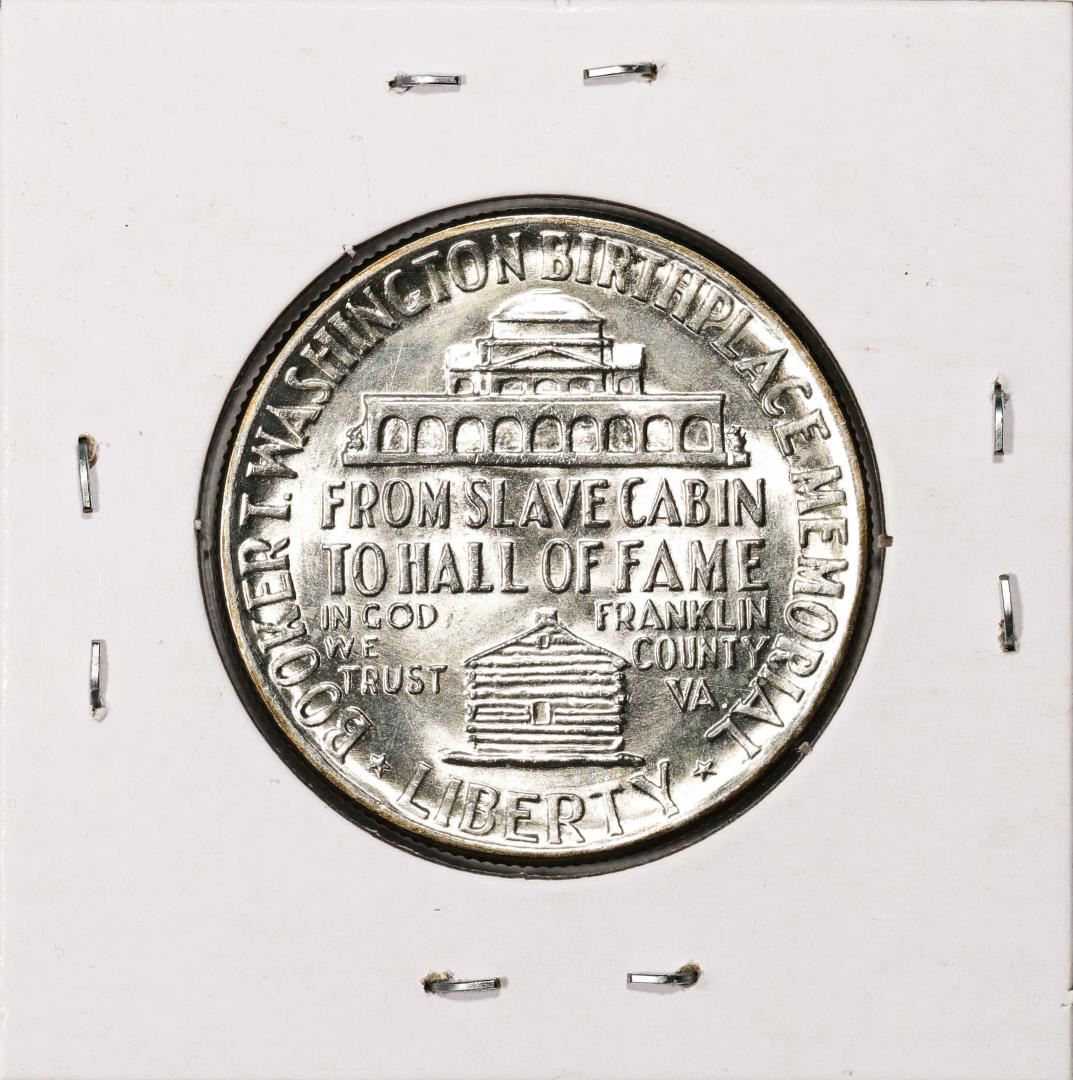 BOOKER T. WASHINGTON BIRTHPLACE MEMORIAL
FROM SLAVE CABIN
TO HALL OF FAME
IN GOD
WE
TRUST
FRANKLIN
COUNTY
VA.
LIBERTY